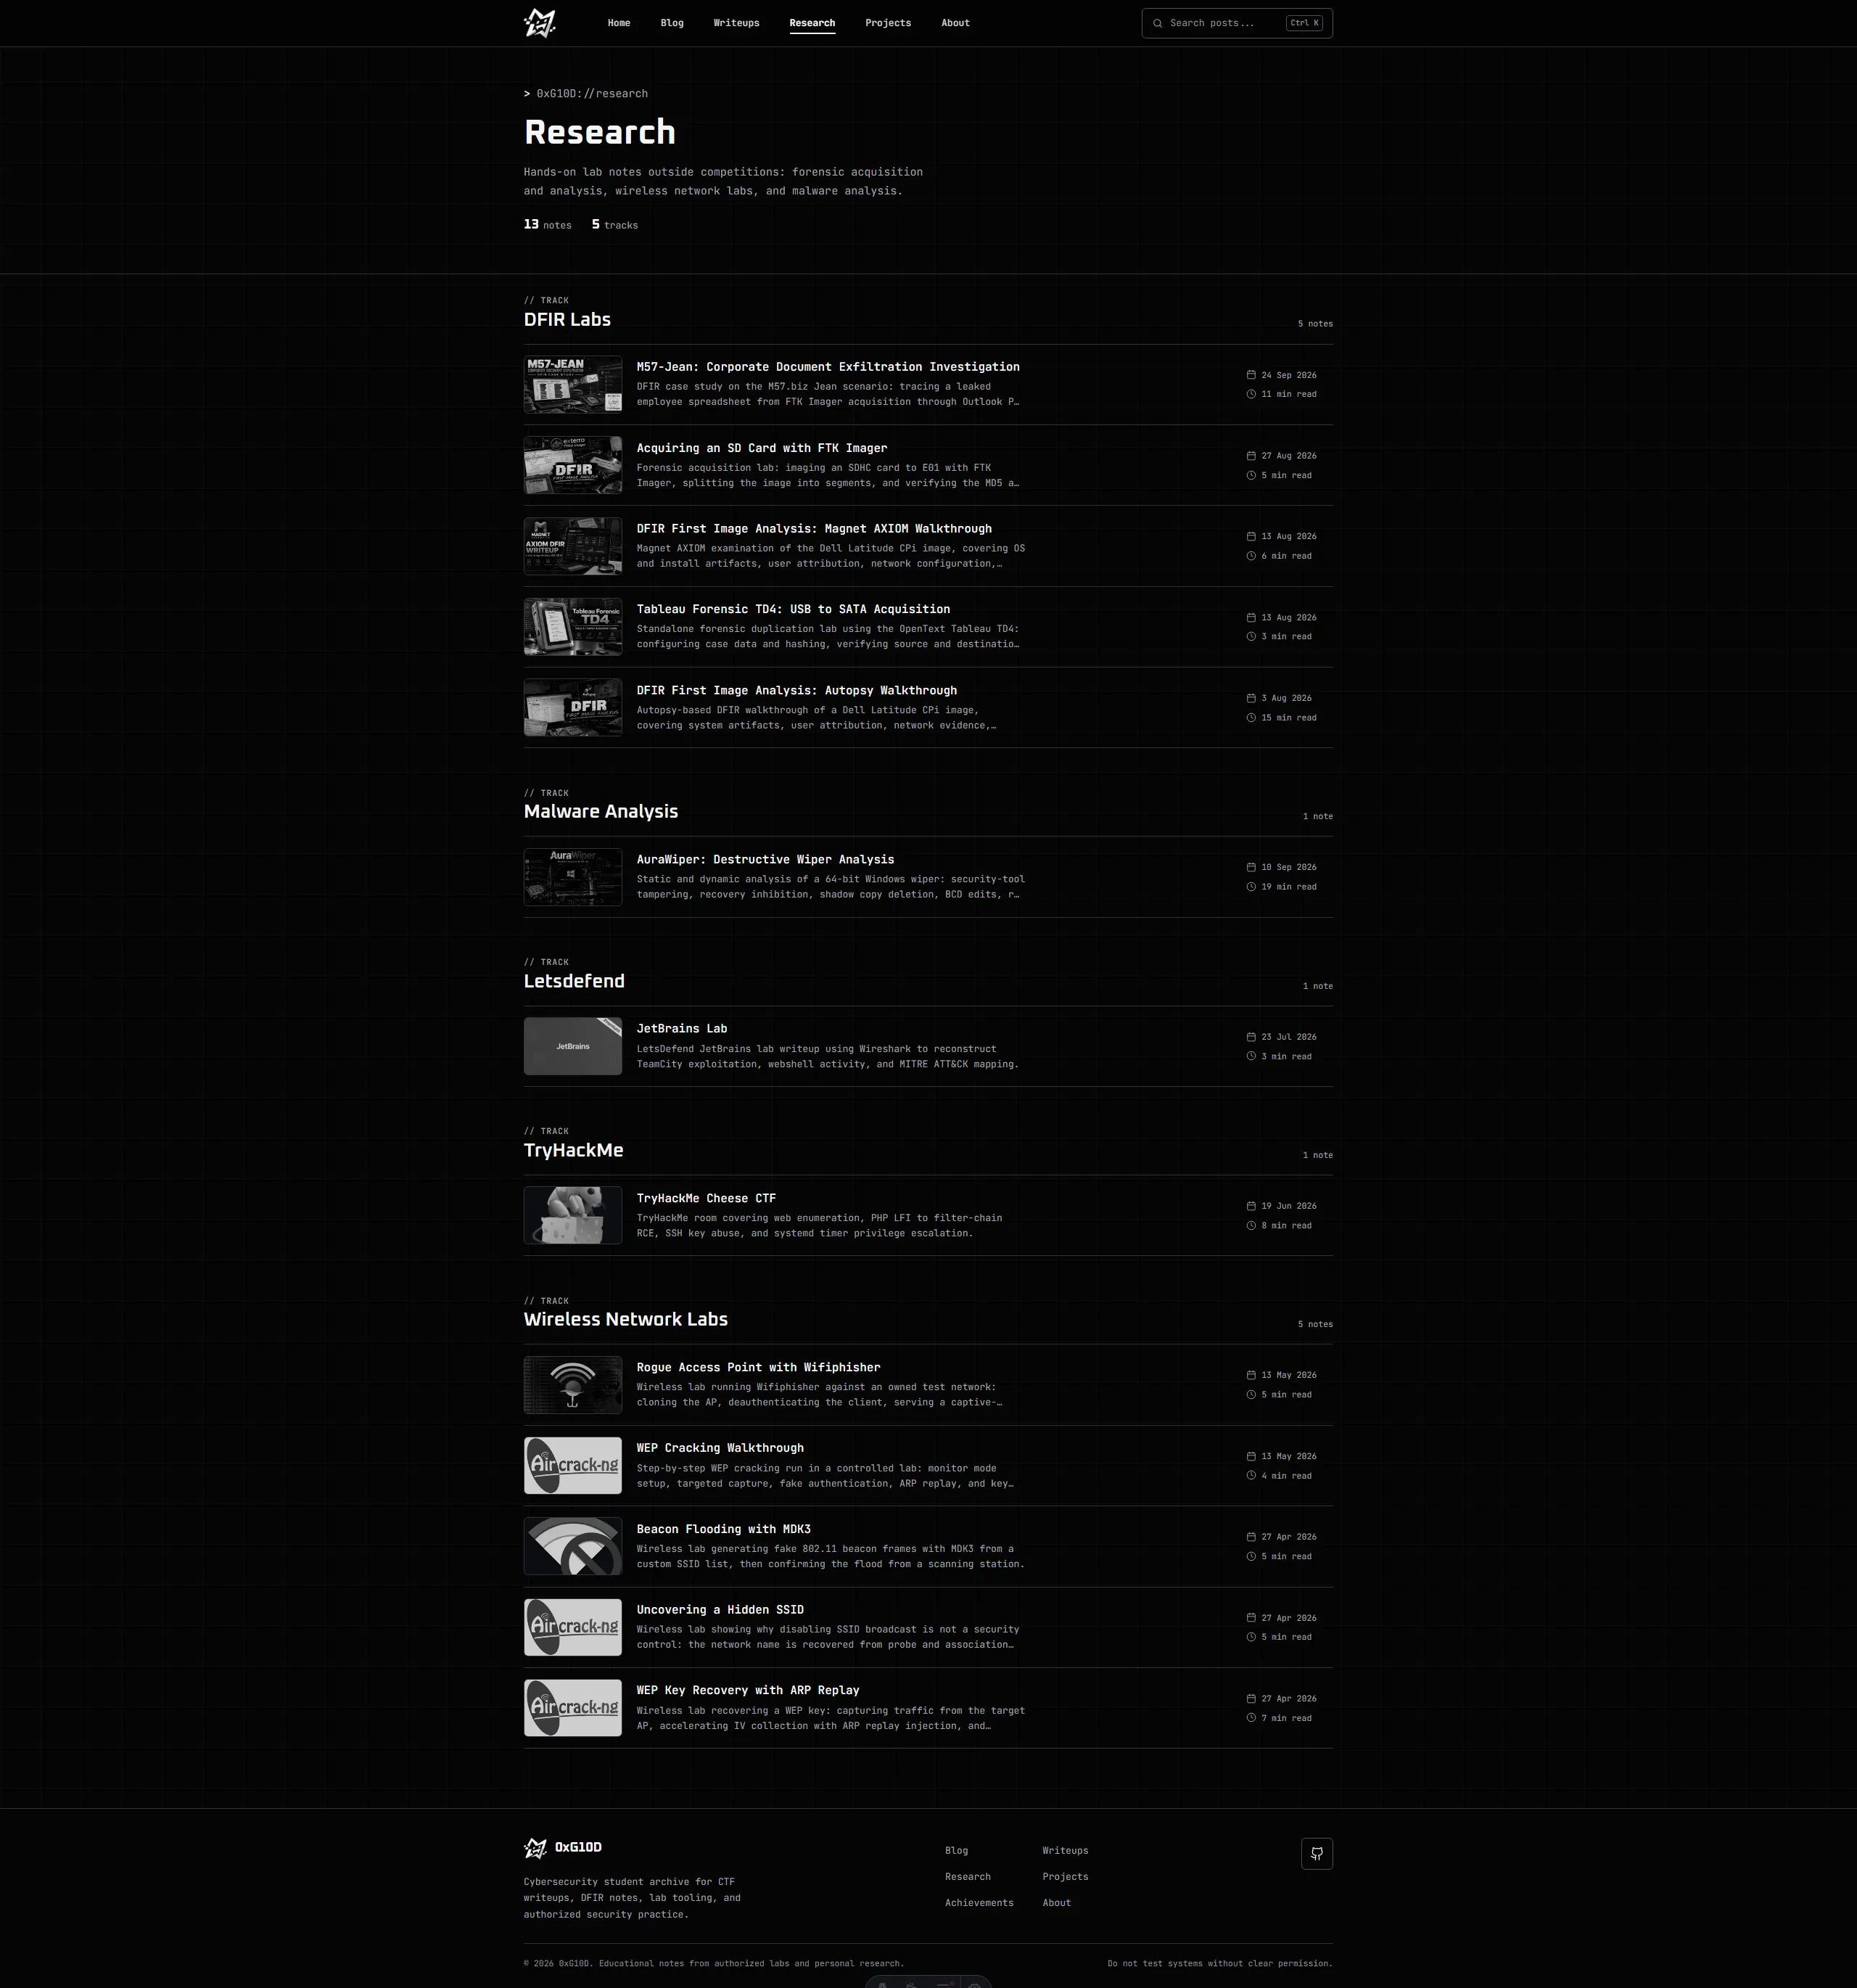 Home Blog Writeups Research Projects About Search posts... Ctrl K
> 0xG10D://research
Research
Hands-on lab notes outside competitions: forensic acquisition
and analysis, wireless network labs, and malware analysis.
13 notes 5 tracks
// TRACK
DFIR Labs
5 notes
M57-JEAN
M57-Jean: Corporate Document Exfiltration Investigation
DFIR case study on the M57.biz Jean scenario: tracing a leaked
employee spreadsheet from FTK Imager acquisition through Outlook P…
24 Sep 2026
11 min read
exterro
DFIR
FIRST IMAGE ANALYSIS
Acquiring an SD Card with FTK Imager
Forensic acquisition lab: imaging an SDHC card to E01 with FTK
Imager, splitting the image into segments, and verifying the MD5 a…
27 Aug 2026
5 min read
MAGNET
AXIOM DFIR
WRITEUP
DFIR First Image Analysis: Magnet AXIOM Walkthrough
Magnet AXIOM examination of the Dell Latitude CPi image, covering OS
and install artifacts, user attribution, network configuration,…
13 Aug 2026
6 min read
Tableau Forensic
TD4
Tableau Forensic TD4: USB to SATA Acquisition
Standalone forensic duplication lab using the OpenText Tableau TD4:
configuring case data and hashing, verifying source and destinatio…
13 Aug 2026
3 min read
DFIR
FIRST IMAGE ANALYSIS
DFIR First Image Analysis: Autopsy Walkthrough
Autopsy-based DFIR walkthrough of a Dell Latitude CPi image,
covering system artifacts, user attribution, network evidence,…
3 Aug 2026
15 min read
// TRACK
Malware Analysis
1 note
AuraWiper
AuraWiper: Destructive Wiper Analysis
Static and dynamic analysis of a 64-bit Windows wiper: security-tool
tampering, recovery inhibition, shadow copy deletion, BCD edits, r…
10 Sep 2026
19 min read
// TRACK
Letsdefend
1 note
JetBrains
JetBrains Lab
LetsDefend JetBrains lab writeup using Wireshark to reconstruct
TeamCity exploitation, webshell activity, and MITRE ATT&CK mapping.
23 Jul 2026
3 min read
// TRACK
TryHackMe
1 note
TryHackMe Cheese CTF
TryHackMe room covering web enumeration, PHP LFI to filter-chain
RCE, SSH key abuse, and systemd timer privilege escalation.
19 Jun 2026
8 min read
// TRACK
Wireless Network Labs
5 notes
Rogue Access Point with Wifiphisher
Wireless lab running Wifiphisher against an owned test network:
cloning the AP, deauthenticating the client, serving a captive-…
13 May 2026
5 min read
Aircrack-ng
WEP Cracking Walkthrough
Step-by-step WEP cracking run in a controlled lab: monitor mode
setup, targeted capture, fake authentication, ARP replay, and key…
13 May 2026
4 min read
Beacon Flooding with MDK3
Wireless lab generating fake 802.11 beacon frames with MDK3 from a
custom SSID list, then confirming the flood from a scanning station.
27 Apr 2026
5 min read
Aircrack-ng
Uncovering a Hidden SSID
Wireless lab showing why disabling SSID broadcast is not a security
control: the network name is recovered from probe and association…
27 Apr 2026
5 min read
Aircrack-ng
WEP Key Recovery with ARP Replay
Wireless lab recovering a WEP key: capturing traffic from the target
AP, accelerating IV collection with ARP replay injection, and…
27 Apr 2026
7 min read
0xG10D
Cybersecurity student archive for CTF
writeups, DFIR notes, lab tooling, and
authorized security practice.
Blog Writeups
Research Projects
Achievements About
© 2026 0xG10D. Educational notes from authorized labs and personal research.
Do not test systems without clear permission.